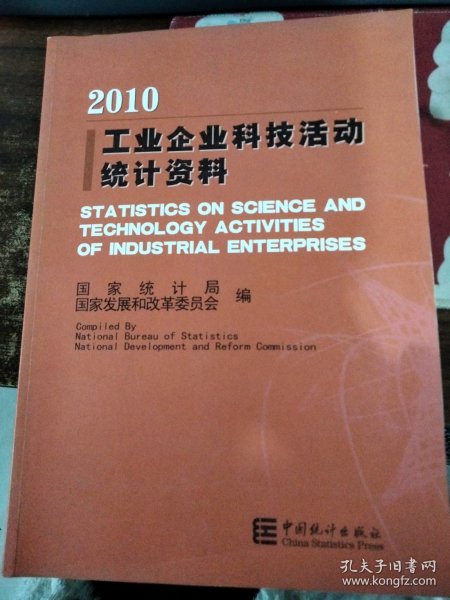 2010
工业企业科技活动
统计资料
STATISTICS ON SCIENCE AND
TECHNOLOGY ACTIVITIES
OF INDUSTRIAL ENTERPRISES
国家统计局
国家发展和改革委员会 编
Compiled By
National Bureau of Statistics
National Development and Reform Commission
中国统计出版社
China Statistics Press
孔夫子旧书网
www.kongfz.com